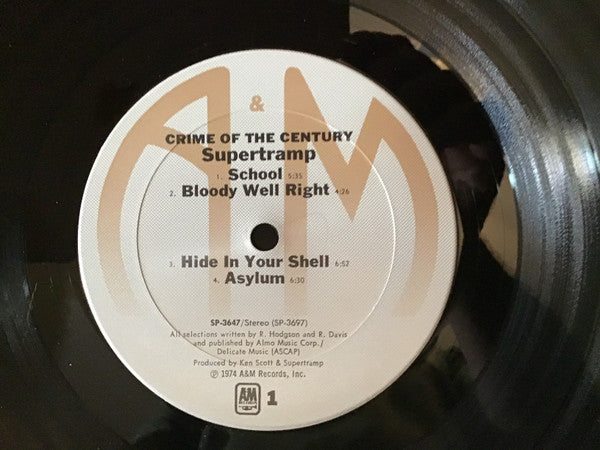 A&M
CRIME OF THE CENTURY
Supertramp
1. School 5:35
2. Bloody Well Right 4:26
3. Hide In Your Shell 6:52
4. Asylum 6:30
SP-3647/Stereo (SP-3697)
All selections written by R. Hodgson and R. Davis
and published by Almo Music Corp./
Delicate Music (ASCAP)
Produced by Ken Scott & Supertramp
℗ 1974 A&M Records, Inc.
A&M
RECORDS
1